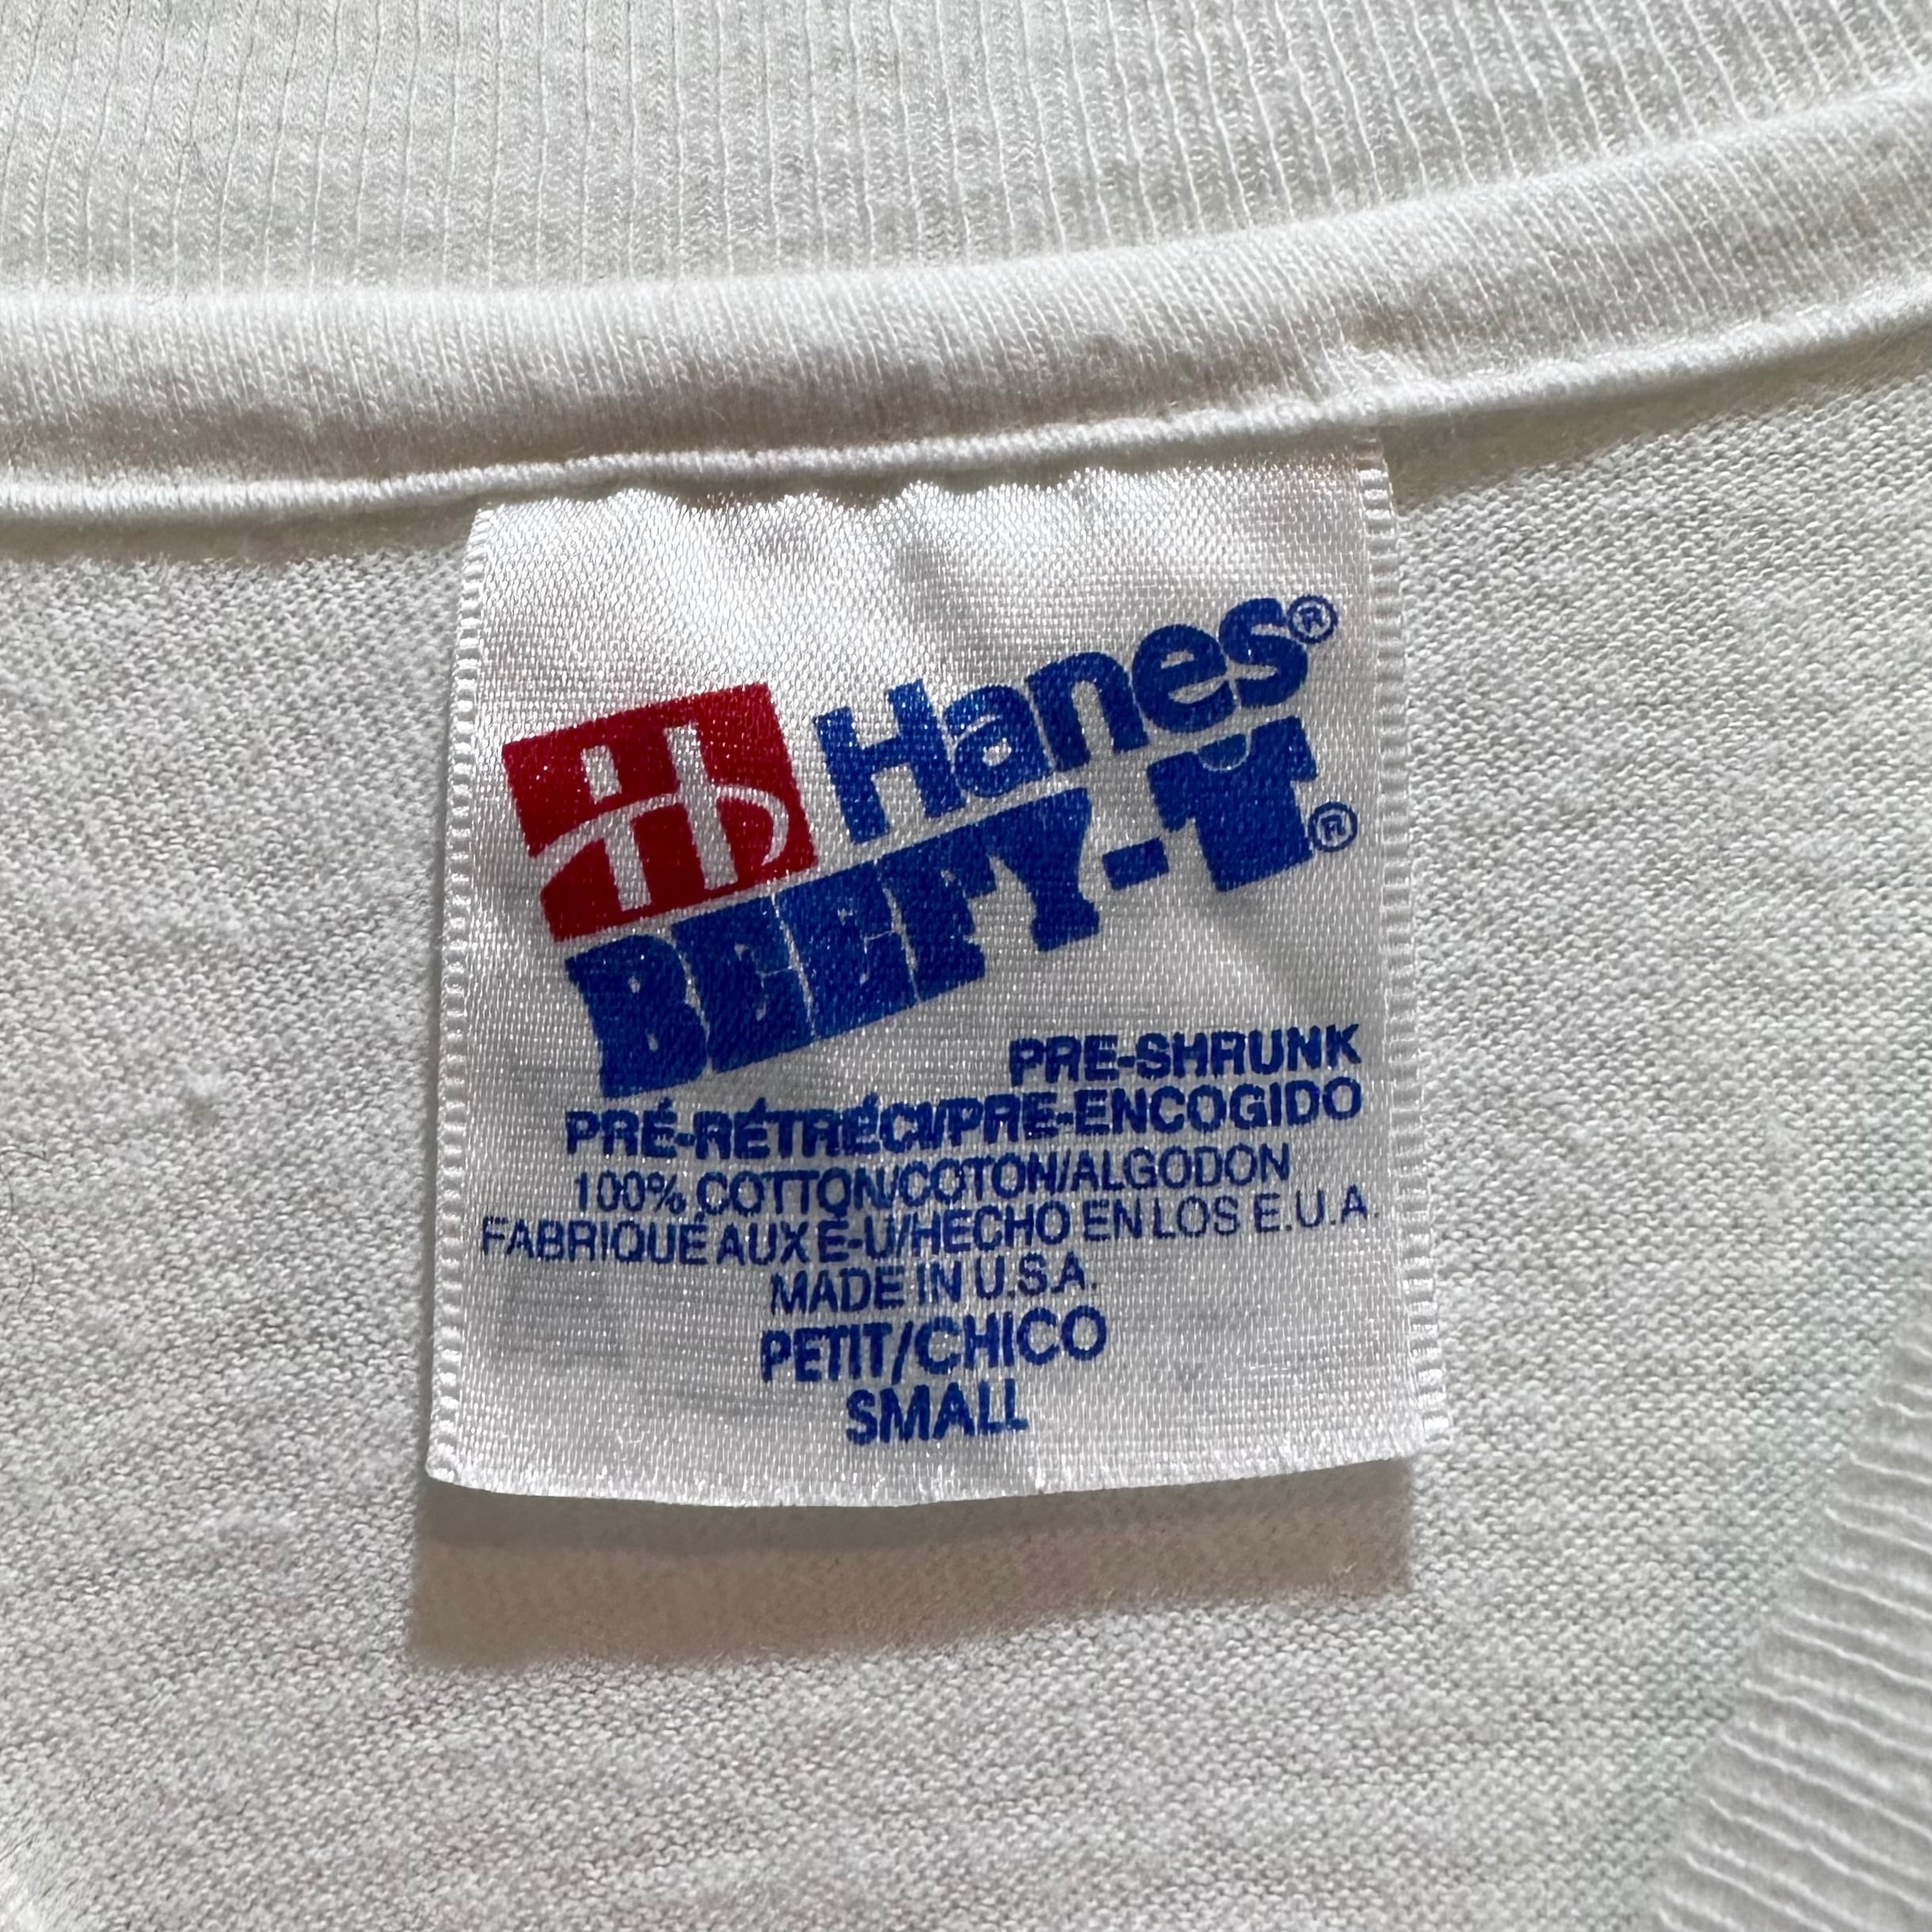 Hanes®
BEEFY-T®
PRE-SHRUNK
PRÉ-RÉTRÉCI/PRE-ENCOGIDO
100% COTTON/COTON/ALGODON
FABRIQUÉ AUX É-U/HECHO EN LOS E.U.A.
MADE IN U.S.A.
PETIT/CHICO
SMALL